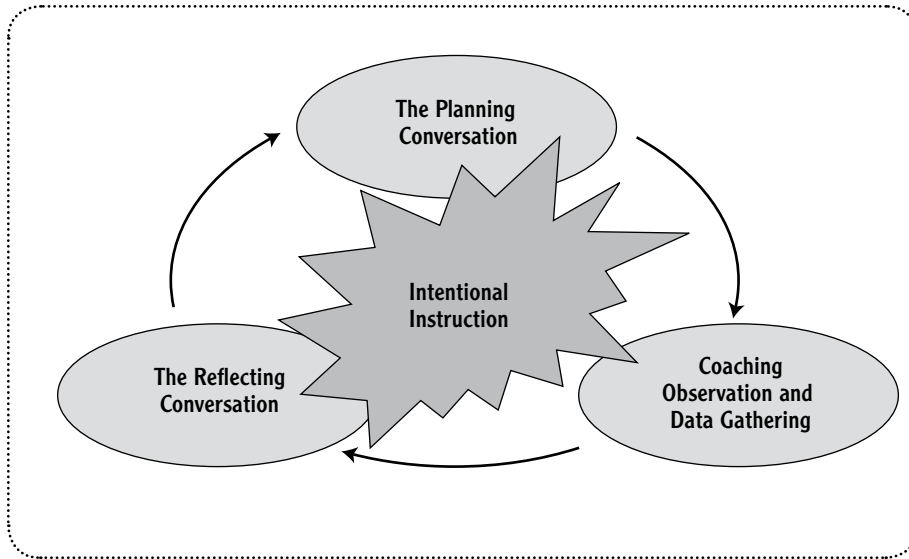 The Planning
Conversation
Intentional
Instruction
The Reflecting
Conversation
Coaching
Observation and
Data Gathering